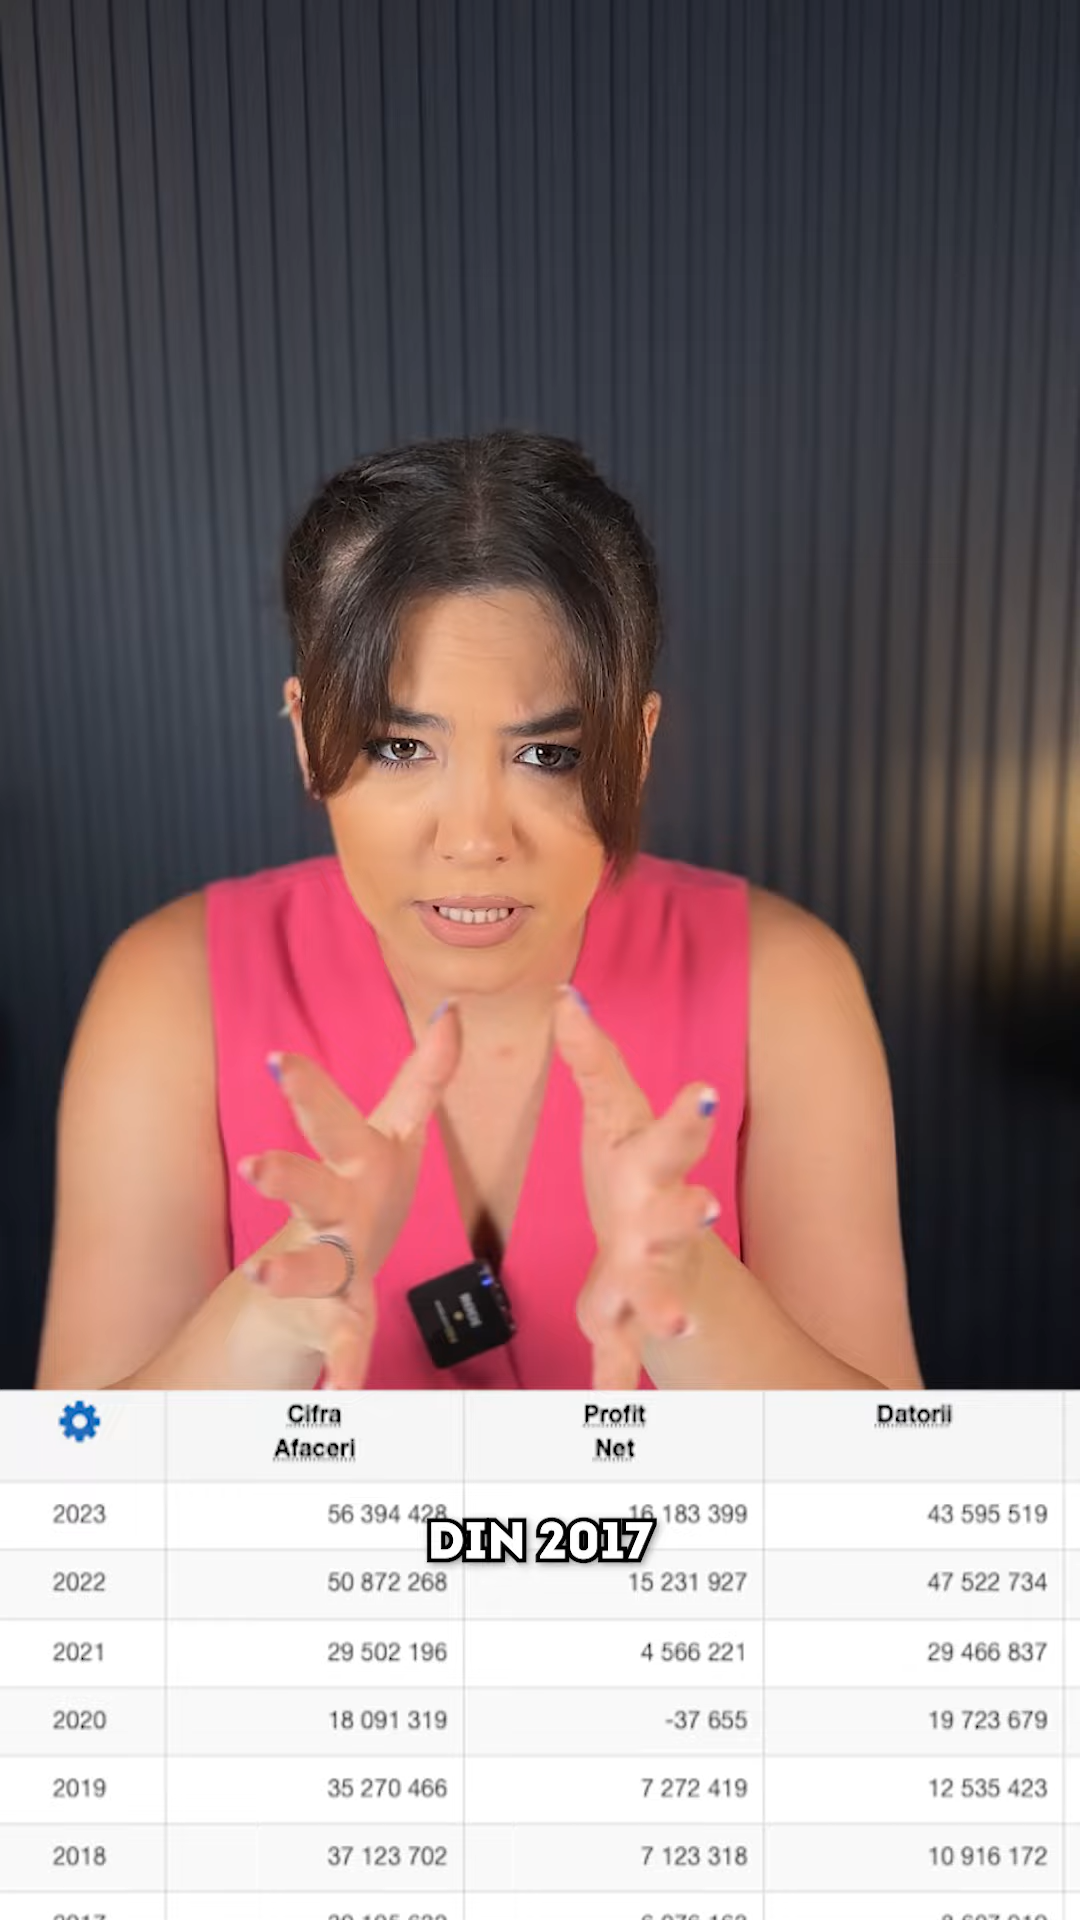 Cifra Profit Datorii
Afaceri Net
2023 56 394 428 16 183 399 43 595 519
DIN 2017
2022 50 872 268 15 231 927 47 522 734
2021 29 502 196 4 566 221 29 466 837
2020 18 091 319 -37 655 19 723 679
2019 35 270 466 7 272 419 12 535 423
2018 37 123 702 7 123 318 10 916 172
2017